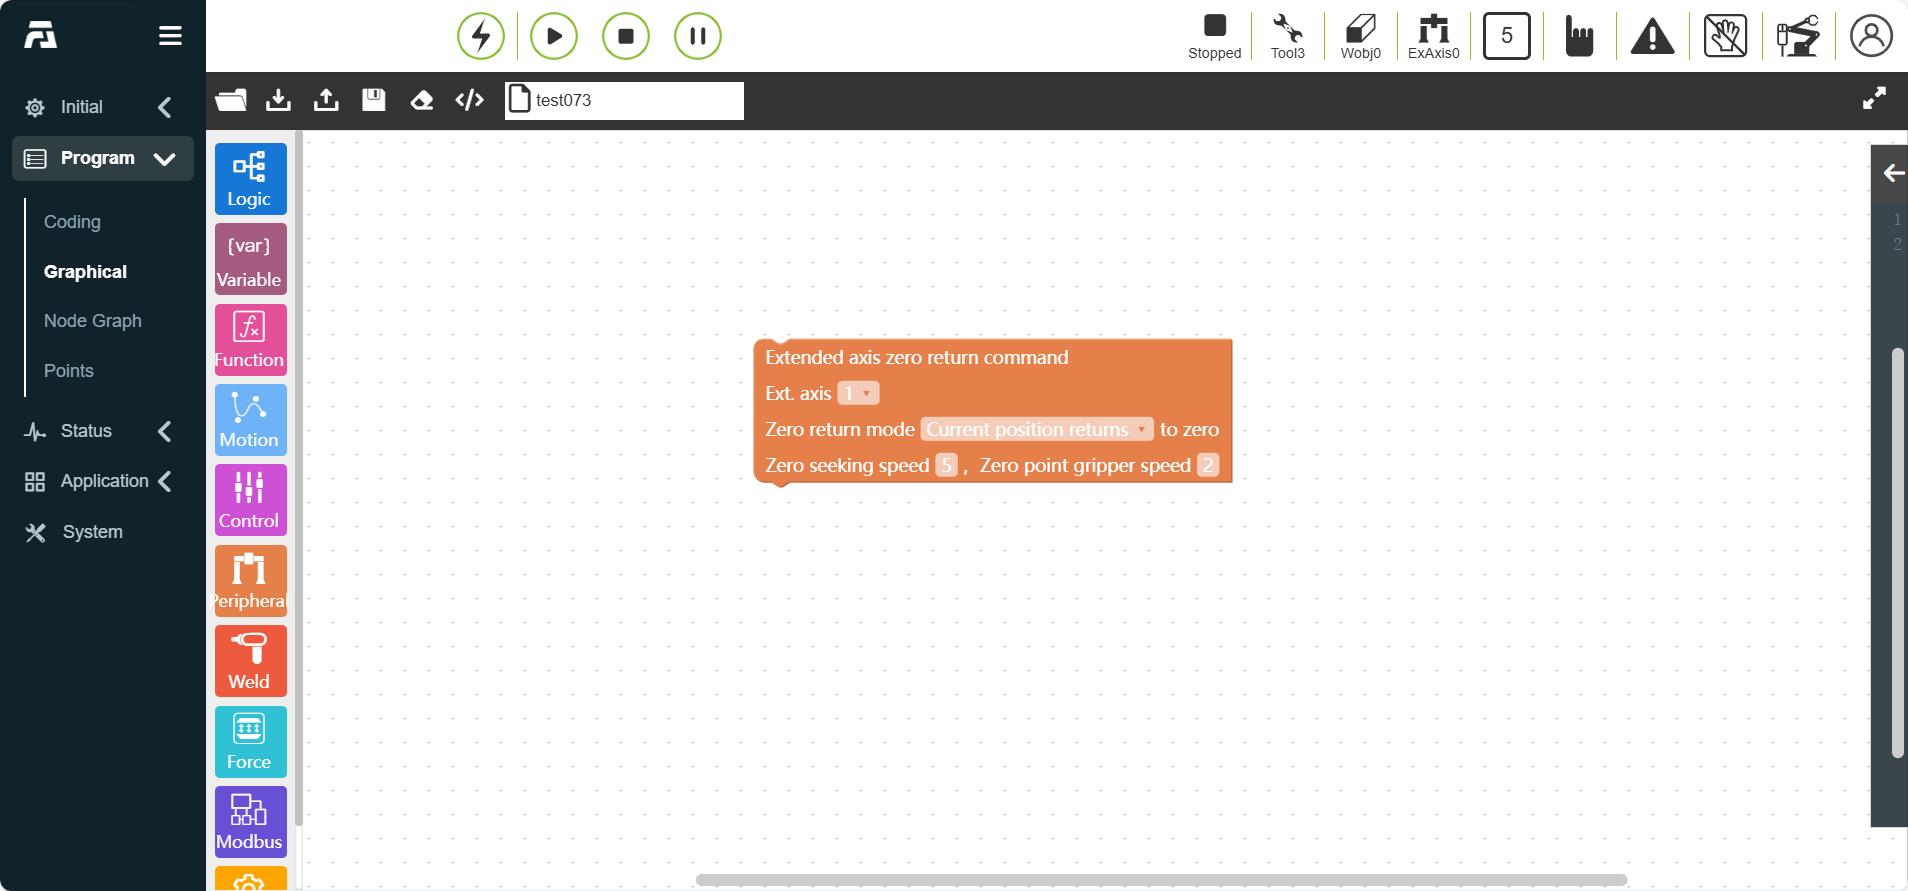 Stopped
Tool3
Wobj0
ExAxis0
5
test073
Initial
Program
Coding
Graphical
Node Graph
Points
Status
Application
System
Logic
{var}
Variable
fx
Function
Motion
Control
Peripheral
Weld
Force
Modbus
Extended axis zero return command
Ext. axis 1
Zero return mode Current position returns to zero
Zero seeking speed 5 , Zero point gripper speed 2
1
2